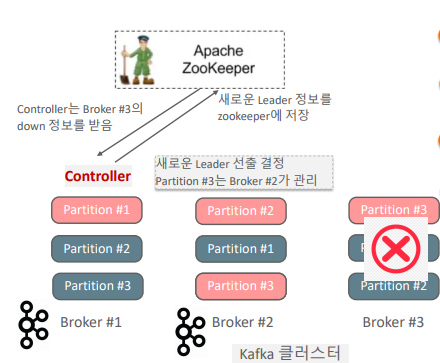 Apache
ZooKeeper
Controller는 Broker #3의
down 정보를 받음
새로운 Leader 정보를
zookeeper에 저장
Controller
새로운 Leader 선출 결정
Partition #3는 Broker #2가 관리
Partition #1
Partition #2
Partition #3
Partition #2
Partition #1
Partition #3
Partition #3
Partition #2
Broker #1
Broker #2
Broker #3
Kafka 클러스터